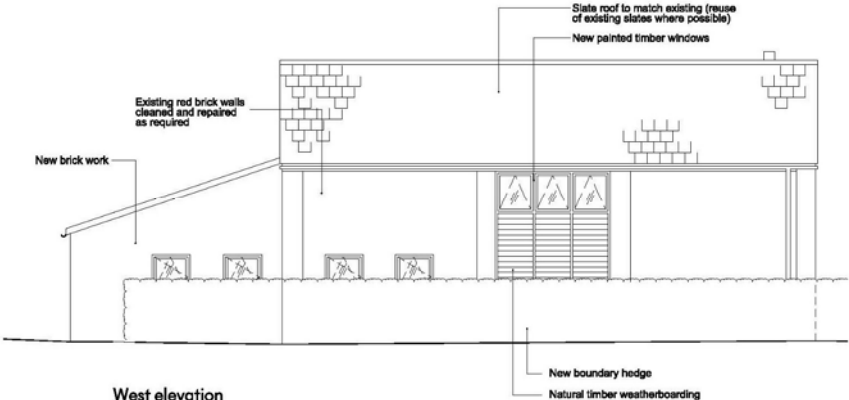 Slate roof to match existing (reuse
of existing slates where possible)
New painted timber windows
Existing red brick walls
cleaned and repaired
as required
New brick work
New boundary hedge
Natural timber weatherboarding
West elevation